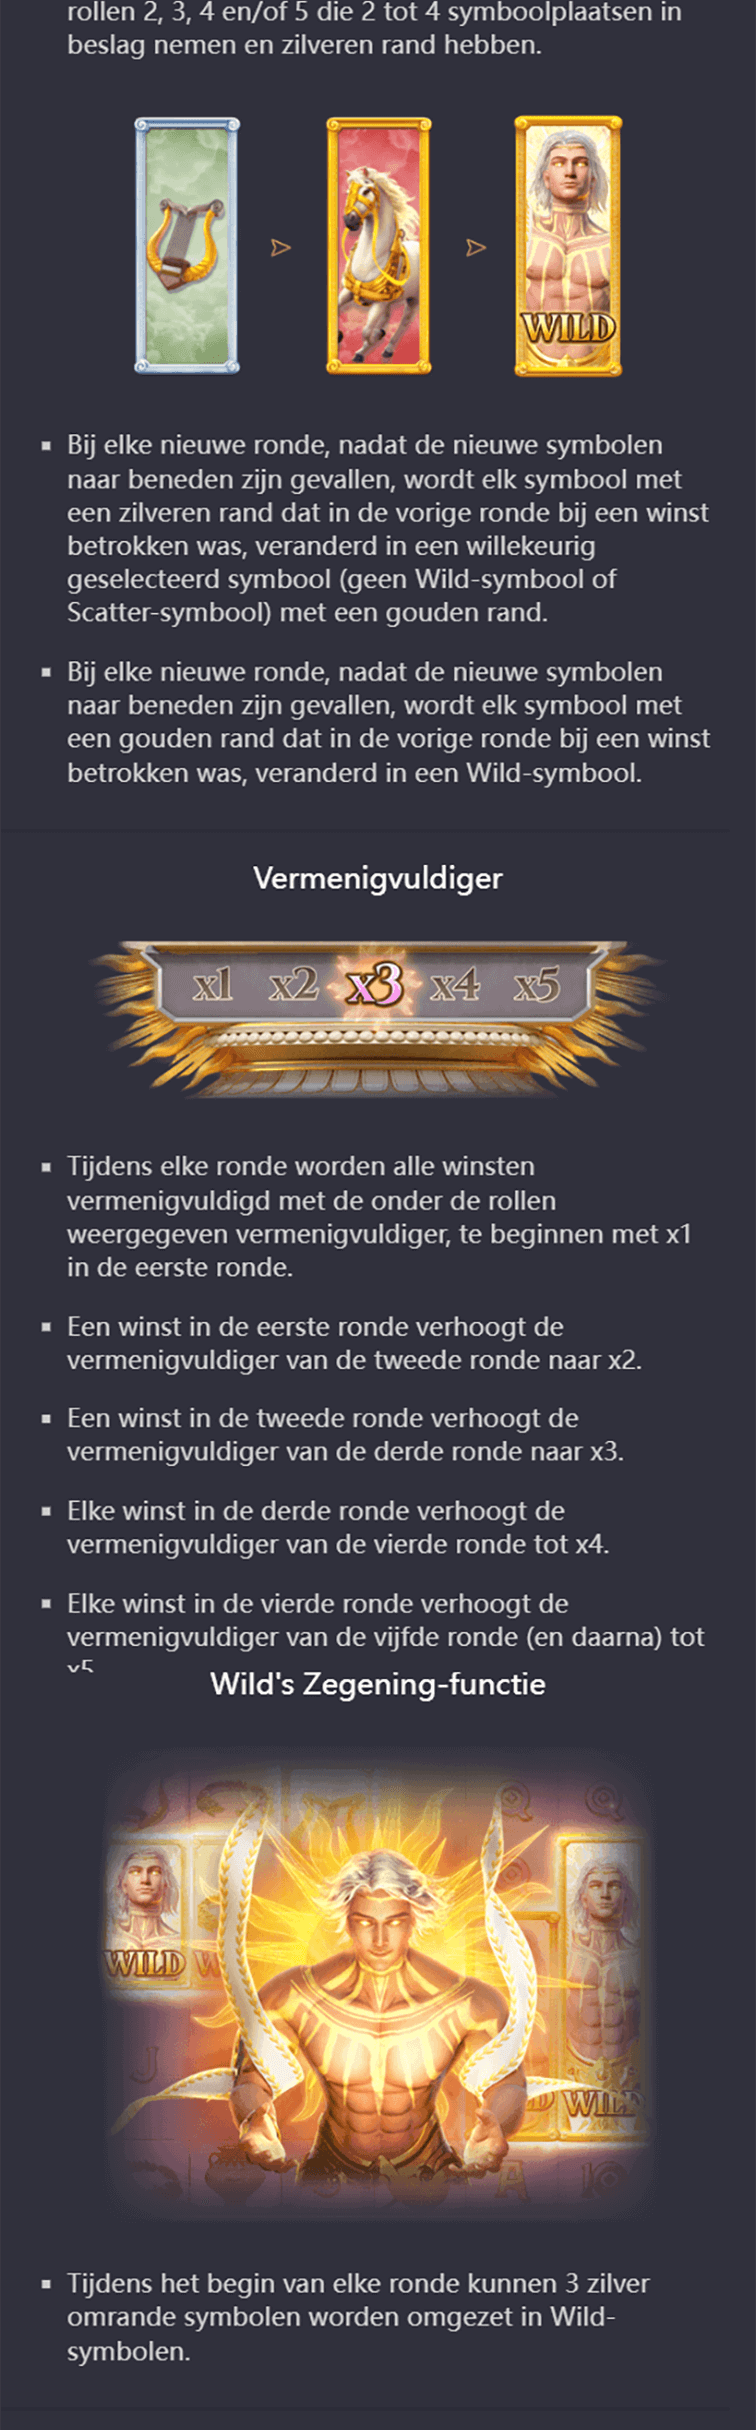 rollen 2, 3, 4 en/of 5 die 2 tot 4 symboolplaatsen in
beslag nemen en zilveren rand hebben.
WILD
▪ Bij elke nieuwe ronde, nadat de nieuwe symbolen
naar beneden zijn gevallen, wordt elk symbool met
een zilveren rand dat in de vorige ronde bij een winst
betrokken was, veranderd in een willekeurig
geselecteerd symbool (geen Wild-symbool of
Scatter-symbool) met een gouden rand.
▪ Bij elke nieuwe ronde, nadat de nieuwe symbolen
naar beneden zijn gevallen, wordt elk symbool met
een gouden rand dat in de vorige ronde bij een winst
betrokken was, veranderd in een Wild-symbool.
Vermenigvuldiger
x1 x2 x3 x4 x5
▪ Tijdens elke ronde worden alle winsten
vermenigvuldigd met de onder de rollen
weergegeven vermenigvuldiger, te beginnen met x1
in de eerste ronde.
▪ Een winst in de eerste ronde verhoogt de
vermenigvuldiger van de tweede ronde naar x2.
▪ Een winst in de tweede ronde verhoogt de
vermenigvuldiger van de derde ronde naar x3.
▪ Elke winst in de derde ronde verhoogt de
vermenigvuldiger van de vierde ronde tot x4.
▪ Elke winst in de vierde ronde verhoogt de
vermenigvuldiger van de vijfde ronde (en daarna) tot
x5
Wild's Zegening-functie
WILD W
WILD
▪ Tijdens het begin van elke ronde kunnen 3 zilver
omrande symbolen worden omgezet in Wild-
symbolen.